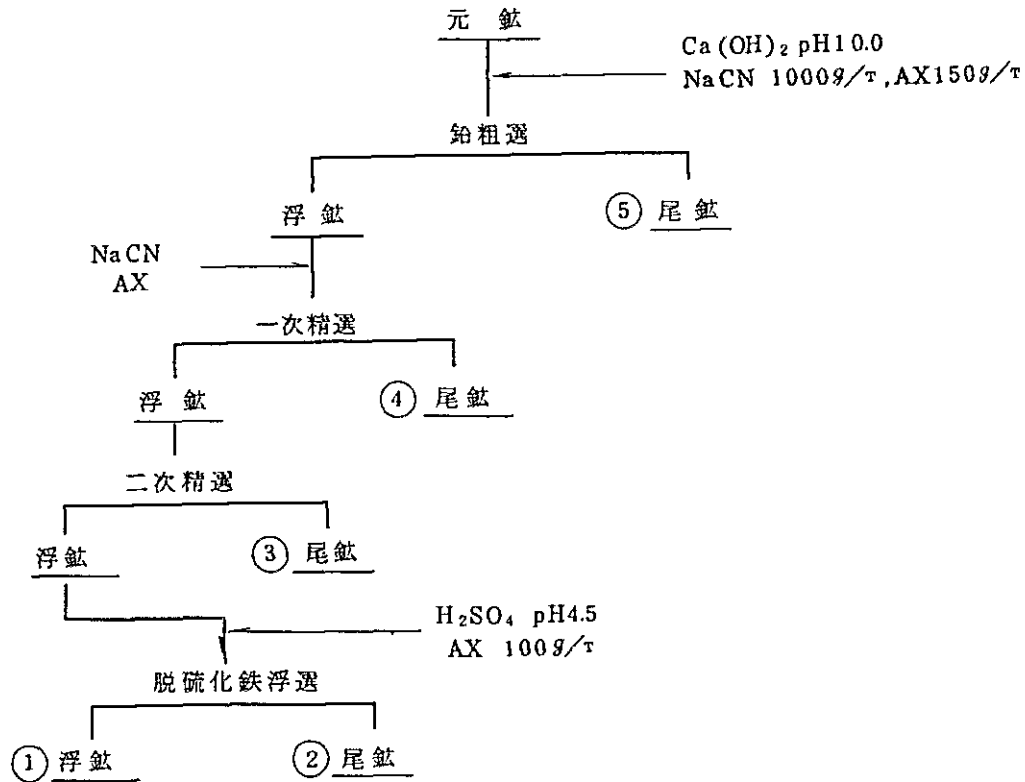 元鉱
Ca(OH)₂ pH10.0
NaCN 1000g/T, AX150g/T
鉛粗選
浮鉱
⑤ 尾鉱
NaCN
AX
一次精選
浮鉱
④ 尾鉱
二次精選
浮鉱
③ 尾鉱
H₂SO₄ pH4.5
AX 100g/T
脱硫化鉄浮選
① 浮鉱
② 尾鉱